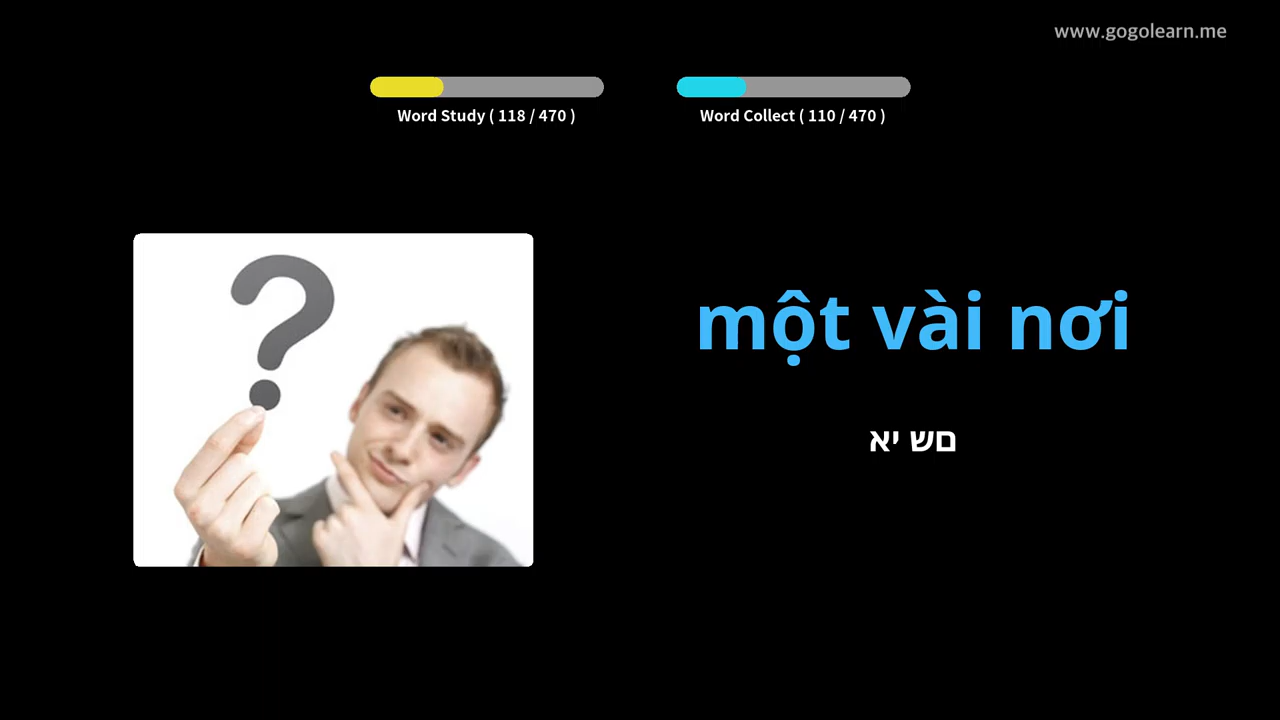 www.gogolearn.me
Word Study ( 118 / 470 )
Word Collect ( 110 / 470 )
một vài nơi
םש יא